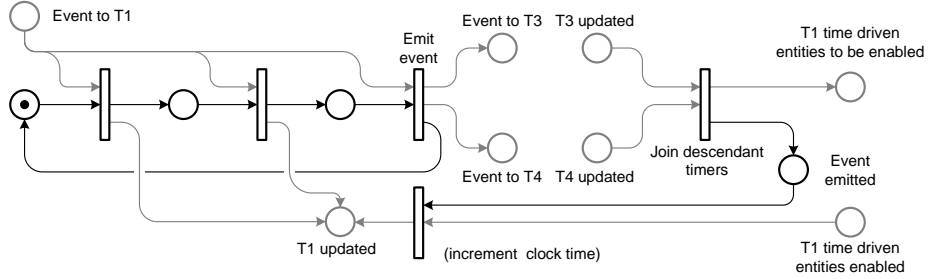 Event to T1
Emit
event
Event to T3
T3 updated
T1 time driven
entities to be enabled
Event to T4
T4 updated
Join descendant
timers
Event
emitted
T1 updated
(increment clock time)
T1 time driven
entities enabled